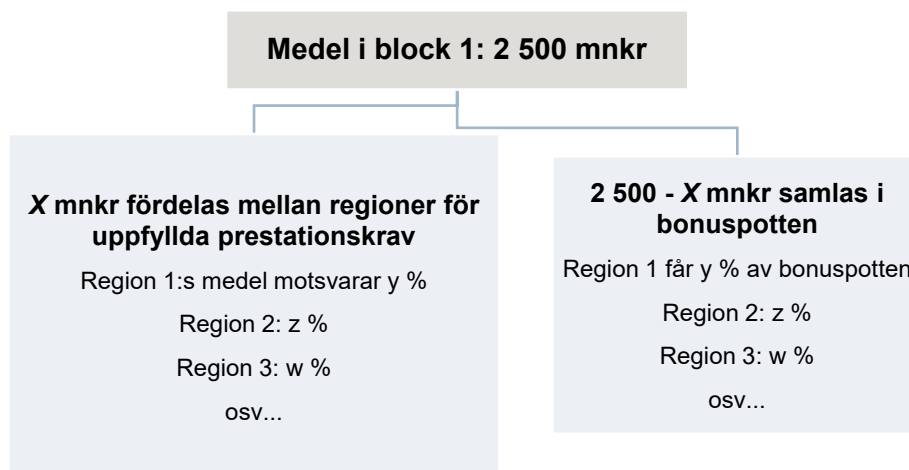 Medel i block 1: 2 500 mnkr
X mnkr fördelas mellan regioner för
uppfyllda prestationskrav
Region 1:s medel motsvarar y %
Region 2: z %
Region 3: w %
osv...
2 500 - X mnkr samlas i
bonuspotten
Region 1 får y % av bonuspotten
Region 2: z %
Region 3: w %
osv...